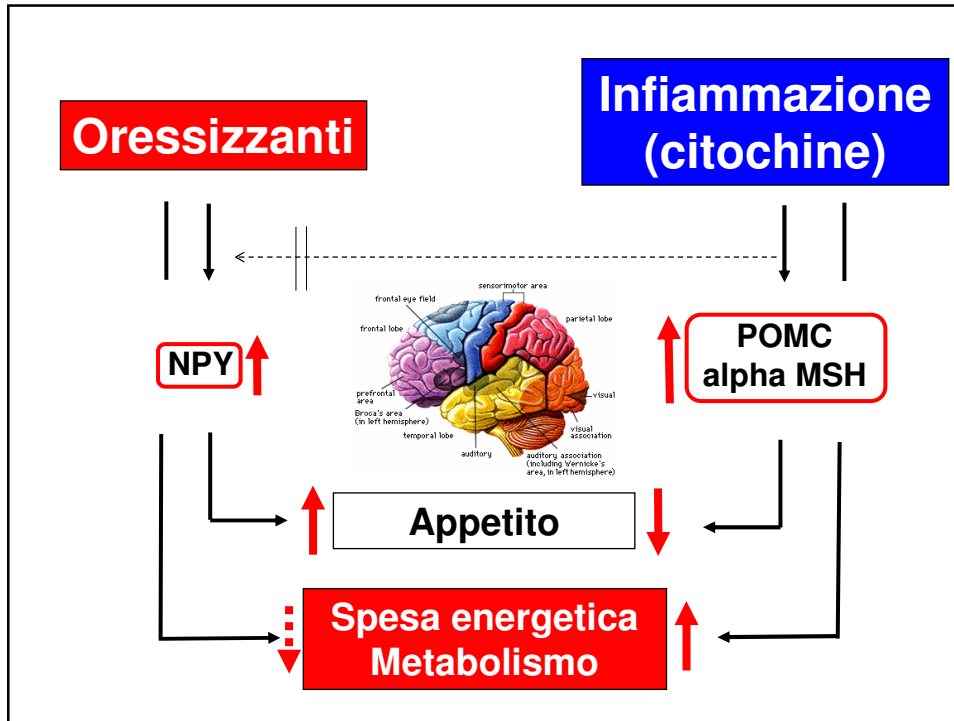 Oressizzanti
Infiammazione
(citochine)
sensorimotor area
frontal eye field
parietal lobe
frontal lobe
NPY
POMC
alpha MSH
prefrontal
area
visual
Broca's area
(in left hemisphere)
visual
association
temporal lobe
auditory
auditory association
(including Wernicke's
area, in left hemisphere)
Appetito
Spesa energetica
Metabolismo